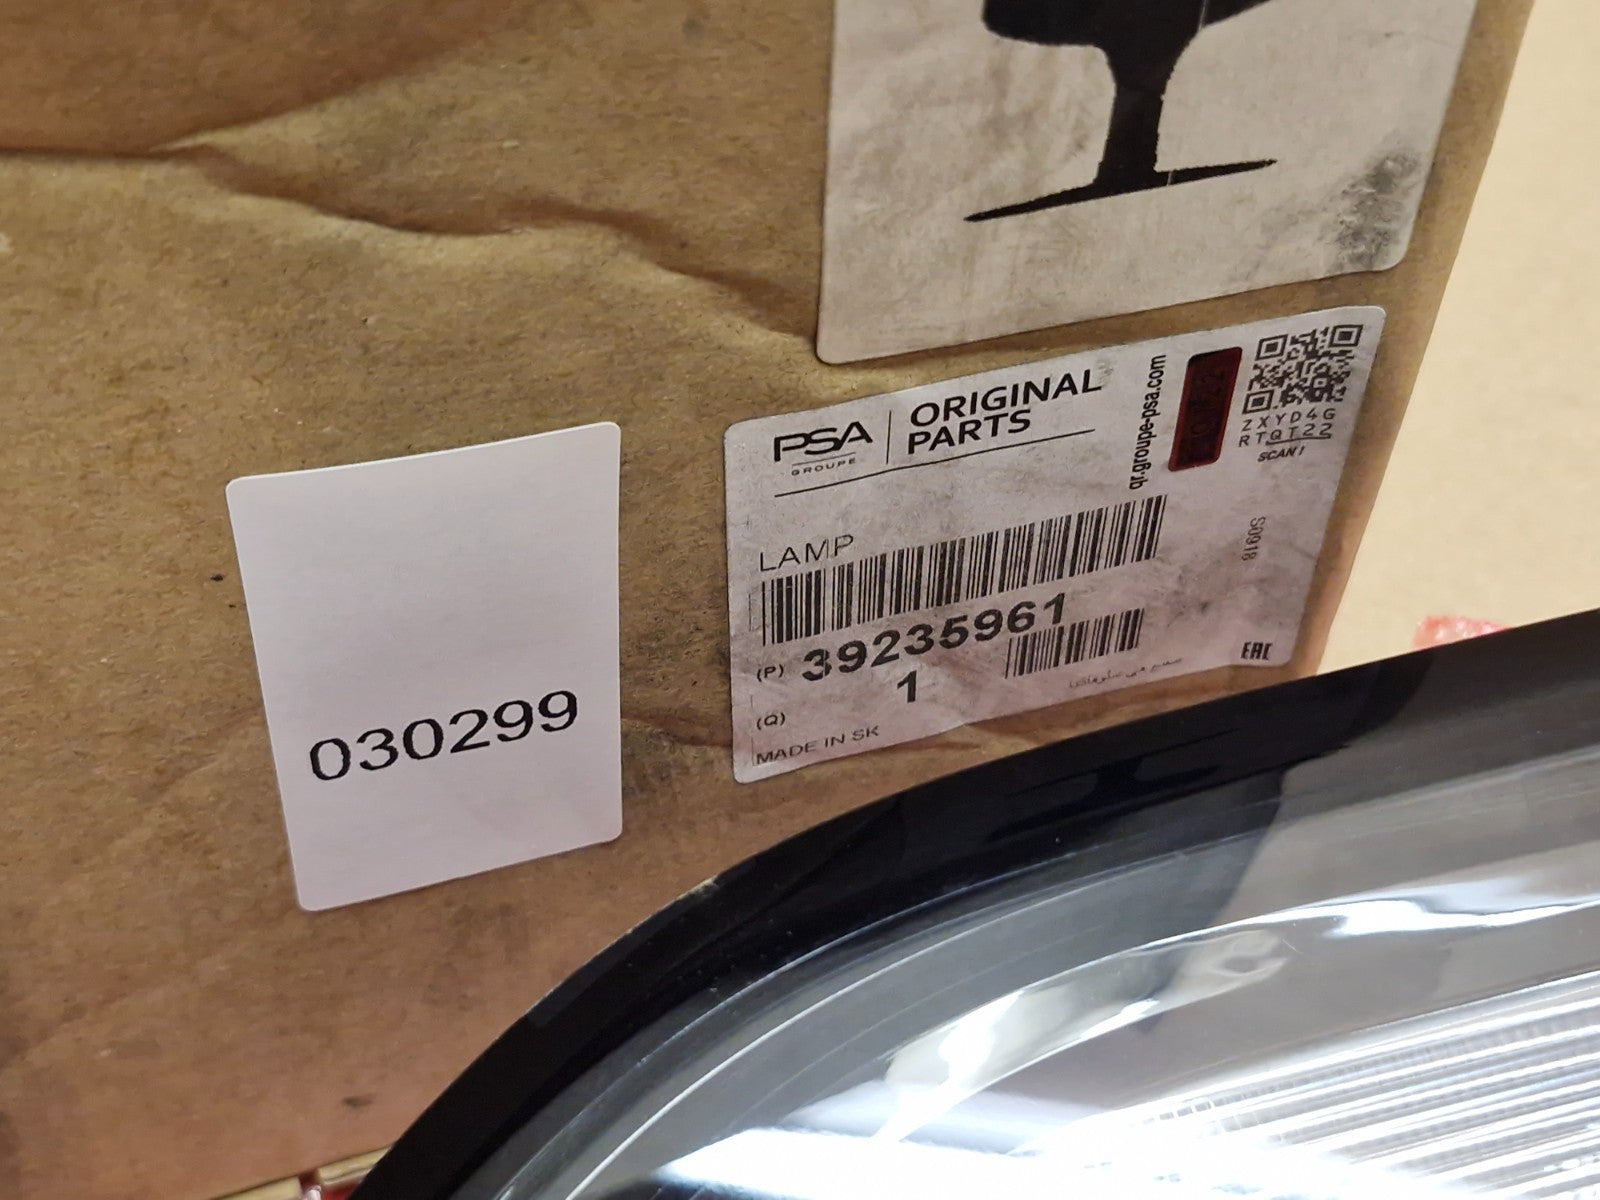 PSA
GROUPE
ORIGINAL
PARTS
qr.groupe-psa.com
ZXYD4G
RTQT22
SCAN!
LAMP
S0918
(P) 39235961
(Q) 1
MADE IN SK
EAC
030299